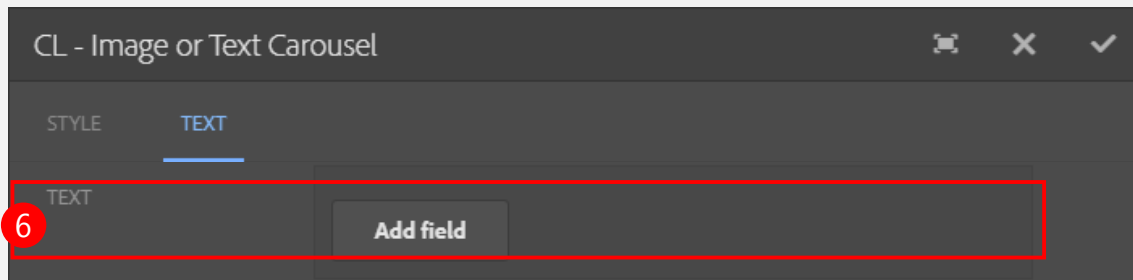 CL - Image or Text Carousel
STYLE TEXT
TEXT
6
Add field